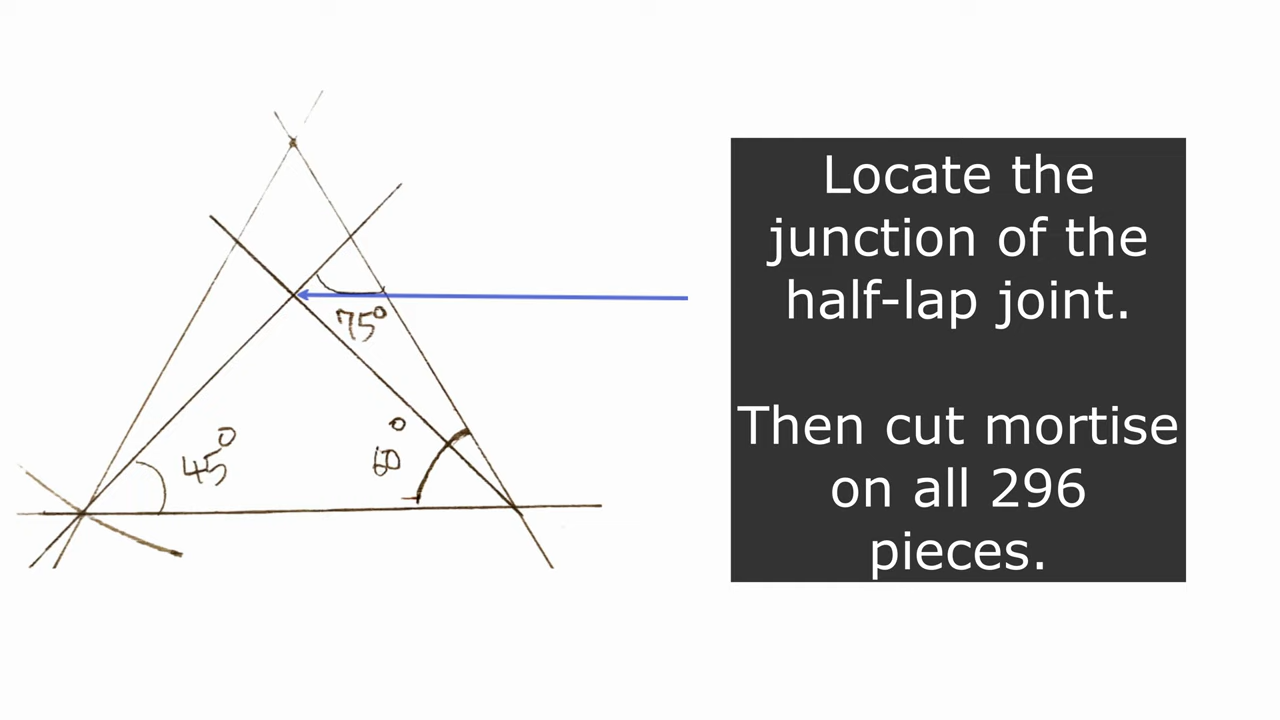 75°
45°
60°
Locate the
junction of the
half-lap joint.
Then cut mortise
on all 296
pieces.